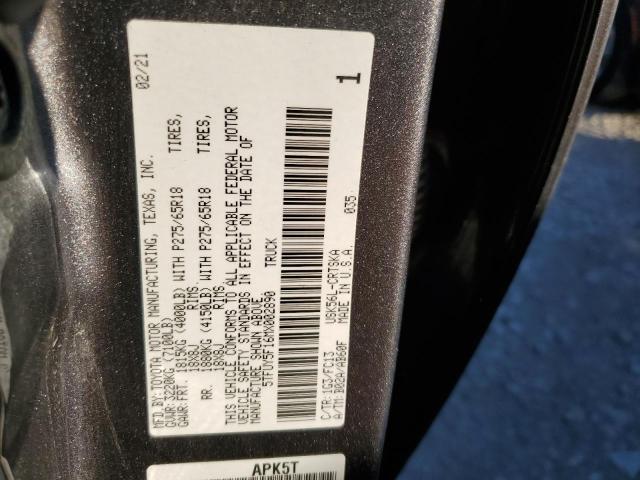 MFD.BY:TOYOTA MOTOR MANUFACTURING, TEXAS, INC. 02/21
GVWR:3220KG(7100LB)
GAWR:FRT. 1815KG (4000LB) WITH P275/65R18 TIRES,
18X8J RIMS,
RR. 1880KG (4150LB) WITH P275/65R18 TIRES,
18X8J RIMS,
THIS VEHICLE CONFORMS TO ALL APPLICABLE FEDERAL MOTOR
VEHICLE SAFETY STANDARDS IN EFFECT ON THE DATE OF
MANUFACTURE SHOWN ABOVE.
5TFUY5F16MX002890 TRUCK
USK56L-CRTSKA 035
C/TR:1G3/FC13 MADE IN U.S.A.
A/TM:B02A/AB60F
1
APK5T